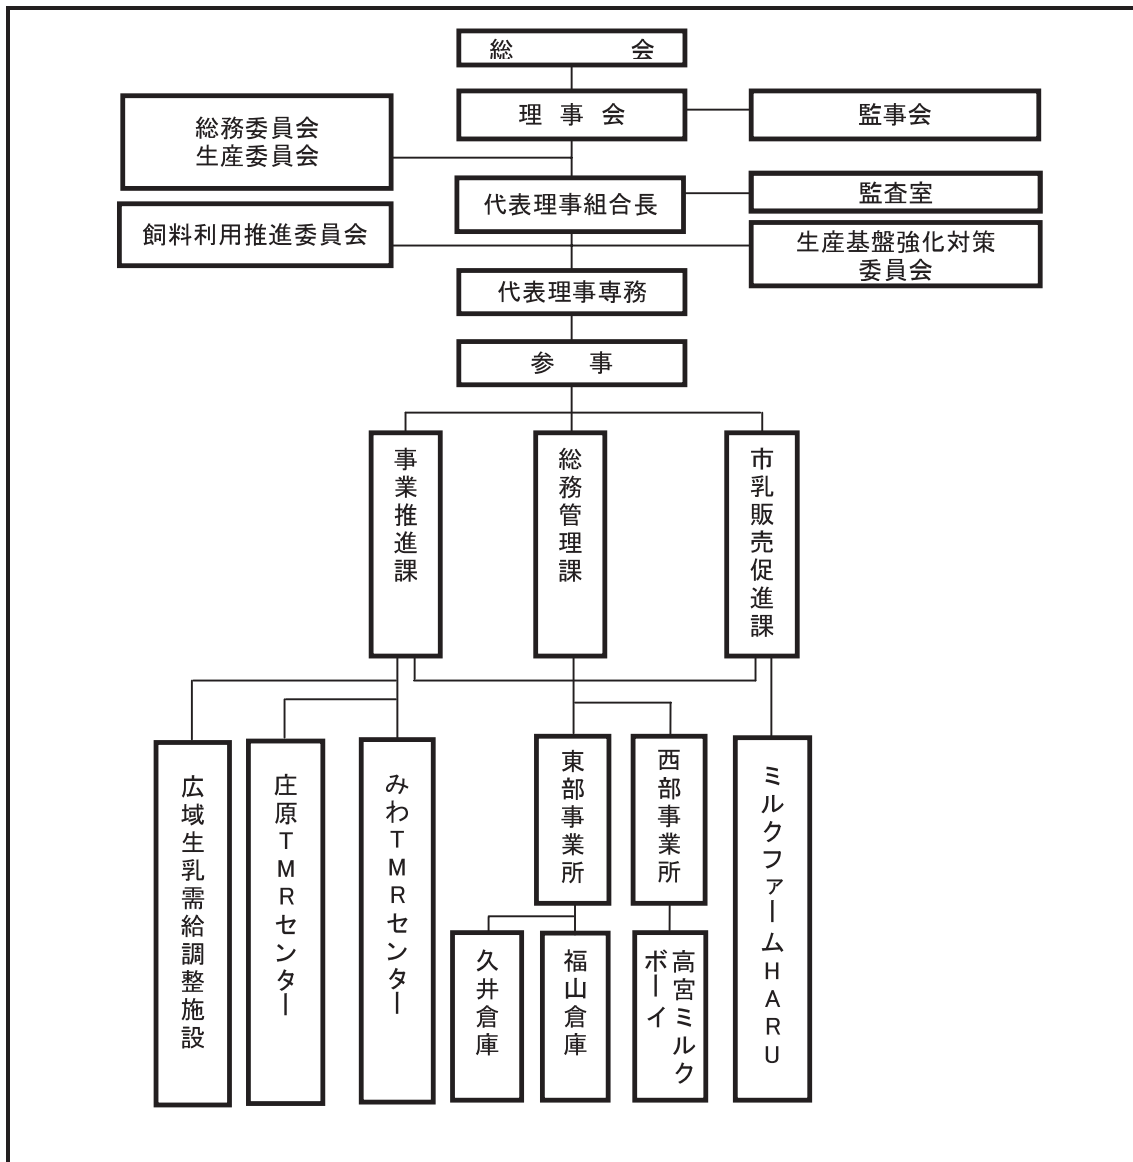 総　会
理 事 会
監事会
総務委員会
生産委員会
代表理事組合長
監査室
飼料利用推進委員会
生産基盤強化対策
委員会
代表理事専務
参　事
事業推進課
総務管理課
市乳販売促進課
広域生乳需給調整施設
庄原TMRセンター
みわTMRセンター
東部事業所
西部事業所
ミルクファームHARU
久井倉庫
福山倉庫
高宮ミルク
ボーイ